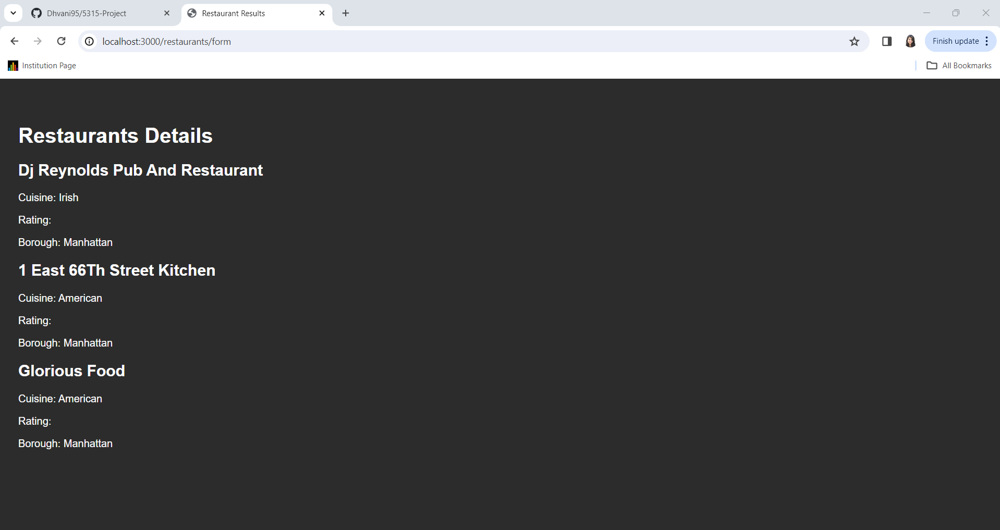 Dhvani95/5315-Project
Restaurant Results
localhost:3000/restaurants/form
Finish update
Institution Page
All Bookmarks
Restaurants Details
Dj Reynolds Pub And Restaurant
Cuisine: Irish
Rating:
Borough: Manhattan
1 East 66Th Street Kitchen
Cuisine: American
Rating:
Borough: Manhattan
Glorious Food
Cuisine: American
Rating:
Borough: Manhattan